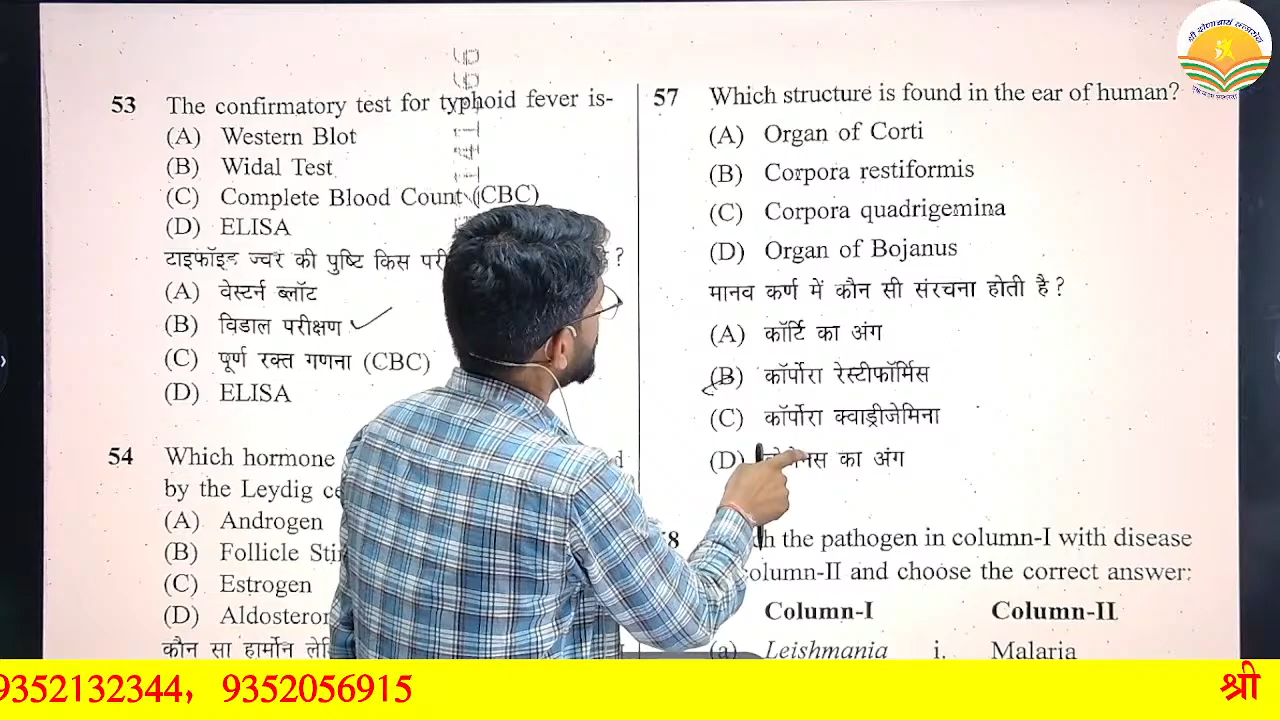 53 The confirmatory test for typhoid fever is-
(A) Western Blot
(B) Widal Test
(C) Complete Blood Count (CBC)
(D) ELISA
टाइफॉइड ज्वर की पुष्टि किस ?
(A) वेस्टर्न ब्लॉट
(B) विडाल परीक्षण
(C) पूर्ण रक्त गणना (CBC)
(D) ELISA
54 Which hormone
by the Leydig
(A) Androgen
(B) Follicle
(C) Estrogen
(D)
कौन सा हार्मोन
57 Which structure is found in the ear of human?
(A) Organ of Corti
(B) Corpora restiformis
(C) Corpora quadrigemina
(D) Organ of Bojanus
मानव कर्ण में कौन सी संरचना होती है ?
(A) कॉर्टि का अंग
(B) कॉर्पोरा रेस्टीफॉर्मिस
(C) कॉर्पोरा क्वाड्रीजेमिना
(D) का अंग
the pathogen in column-I with disease
column-II and choose the correct answer:
Column-I Column-II
(a) Leishmania i. Malaria
9352132344, 9352056915 श्री